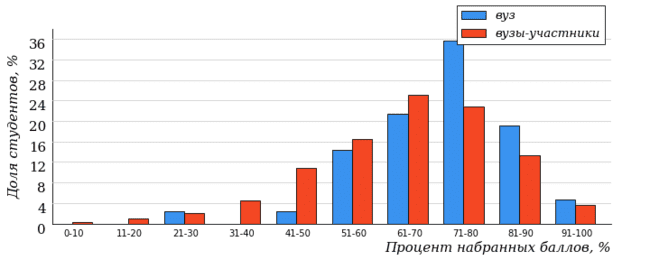 вуз
вузы-участники
Доля студентов, %
36
32
28
24
20
16
12
8
4
0
0-10 11-20 21-30 31-40 41-50 51-60 61-70 71-80 81-90 91-100
Процент набранных баллов, %